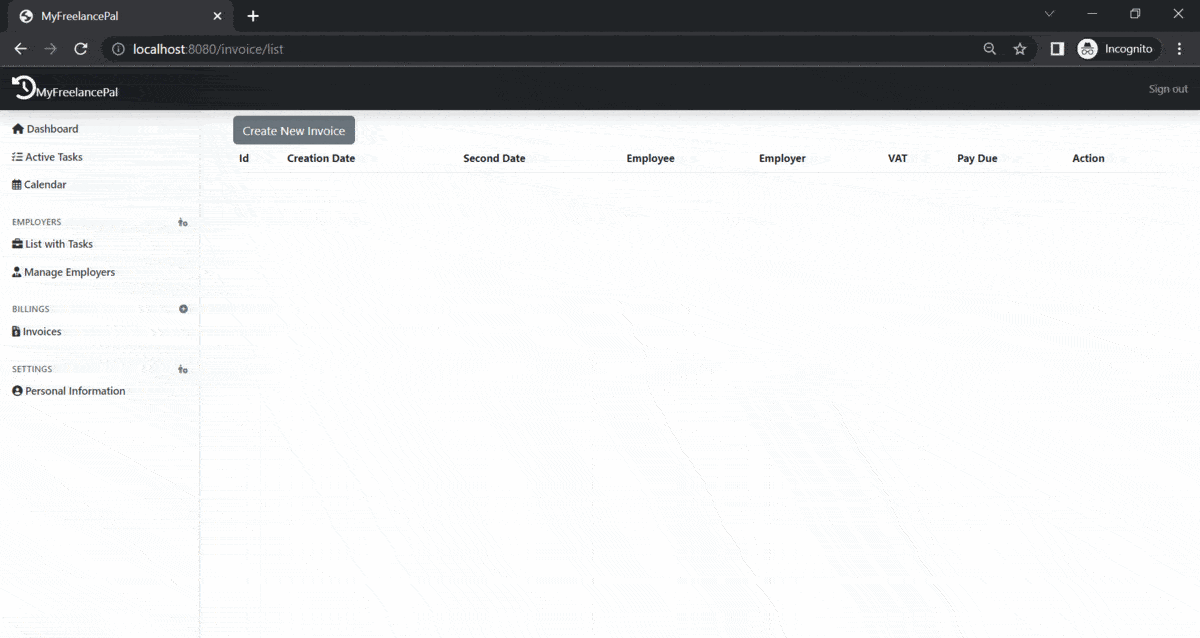 MyFreelancePal
localhost:8080/invoice/list
Incognito
MyFreelancePal
Sign out
Dashboard
Active Tasks
Calendar
EMPLOYERS
List with Tasks
Manage Employers
BILLINGS
Invoices
SETTINGS
Personal Information
Create New Invoice
Id Creation Date Second Date Employee Employer VAT Pay Due Action